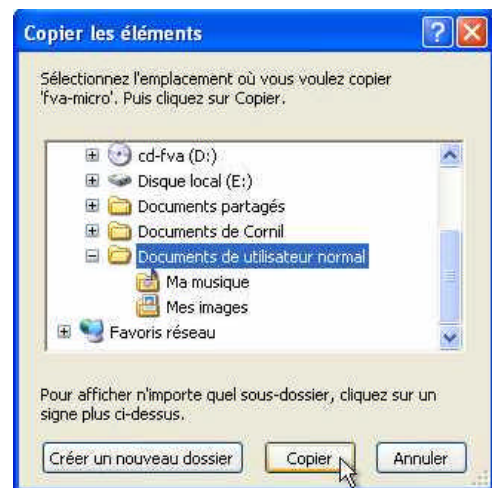 Copier les éléments
Sélectionnez l'emplacement où vous voulez copier
'fva-micro'. Puis cliquez sur Copier.
cd-fva (D:)
Disque local (E:)
Documents partagés
Documents de Cornil
Documents de utilisateur normal
Ma musique
Mes images
Favoris réseau
Pour afficher n'importe quel sous-dossier, cliquez sur un
signe plus ci-dessus.
Créer un nouveau dossier Copier Annuler